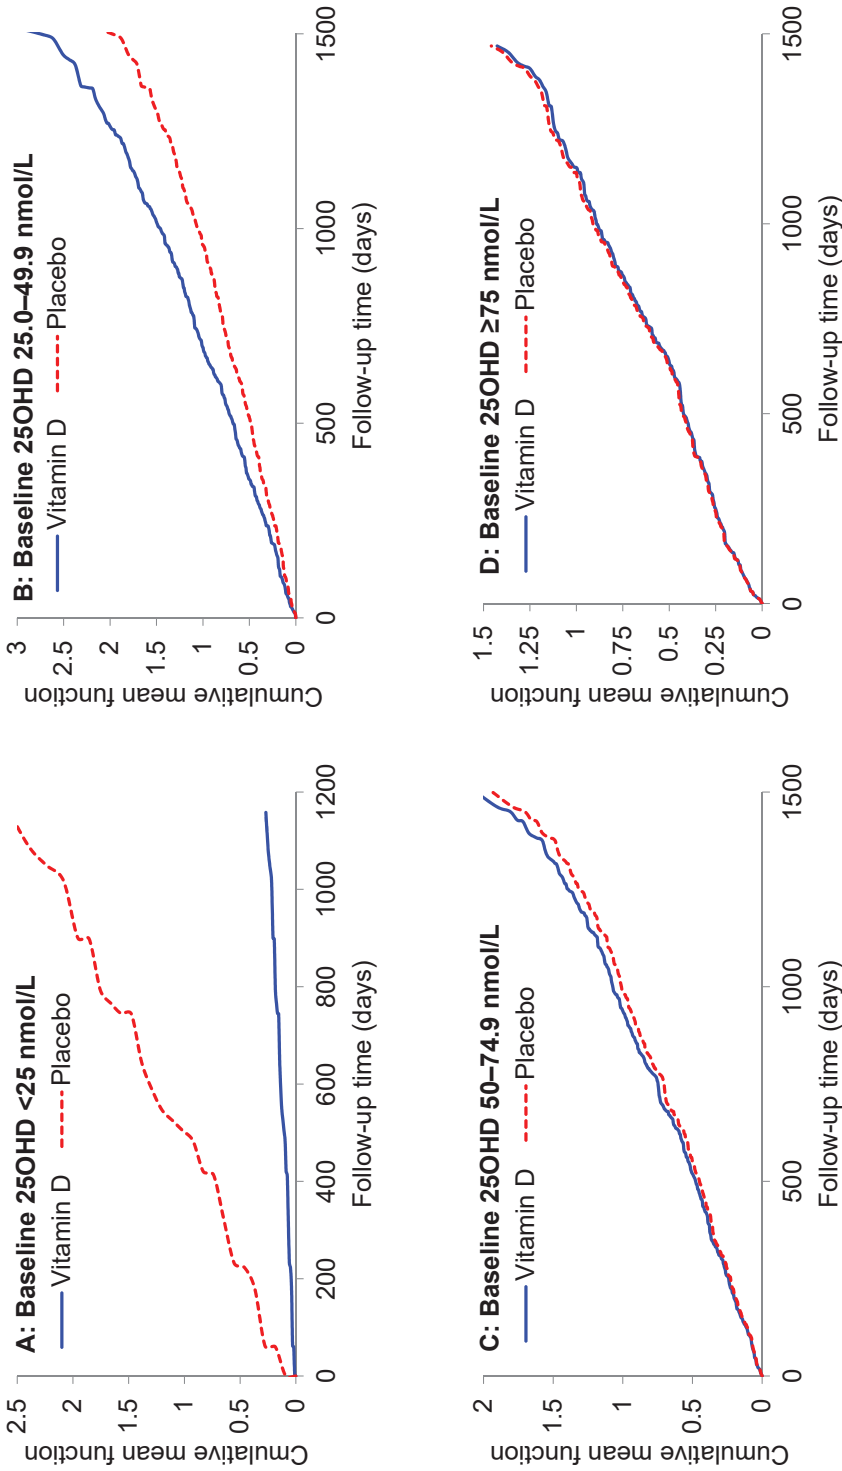 A: Baseline 25OHD <25 nmol/L
Vitamin D
Placebo
Cumulative mean function
2.5
2
1.5
1
0.5
0
0 200 400 600 800 1000 1200
Follow-up time (days)
B: Baseline 25OHD 25.0–49.9 nmol/L
Vitamin D
Placebo
Cumulative mean function
3
2.5
2
1.5
1
0.5
0
0 500 1000 1500
Follow-up time (days)
C: Baseline 25OHD 50–74.9 nmol/L
Vitamin D
Placebo
Cumulative mean function
2
1.5
1
0.5
0
0 500 1000 1500
Follow-up time (days)
D: Baseline 25OHD ≥75 nmol/L
Vitamin D
Placebo
Cumulative mean function
1.5
1.25
1
0.75
0.5
0.25
0
0 500 1000 1500
Follow-up time (days)